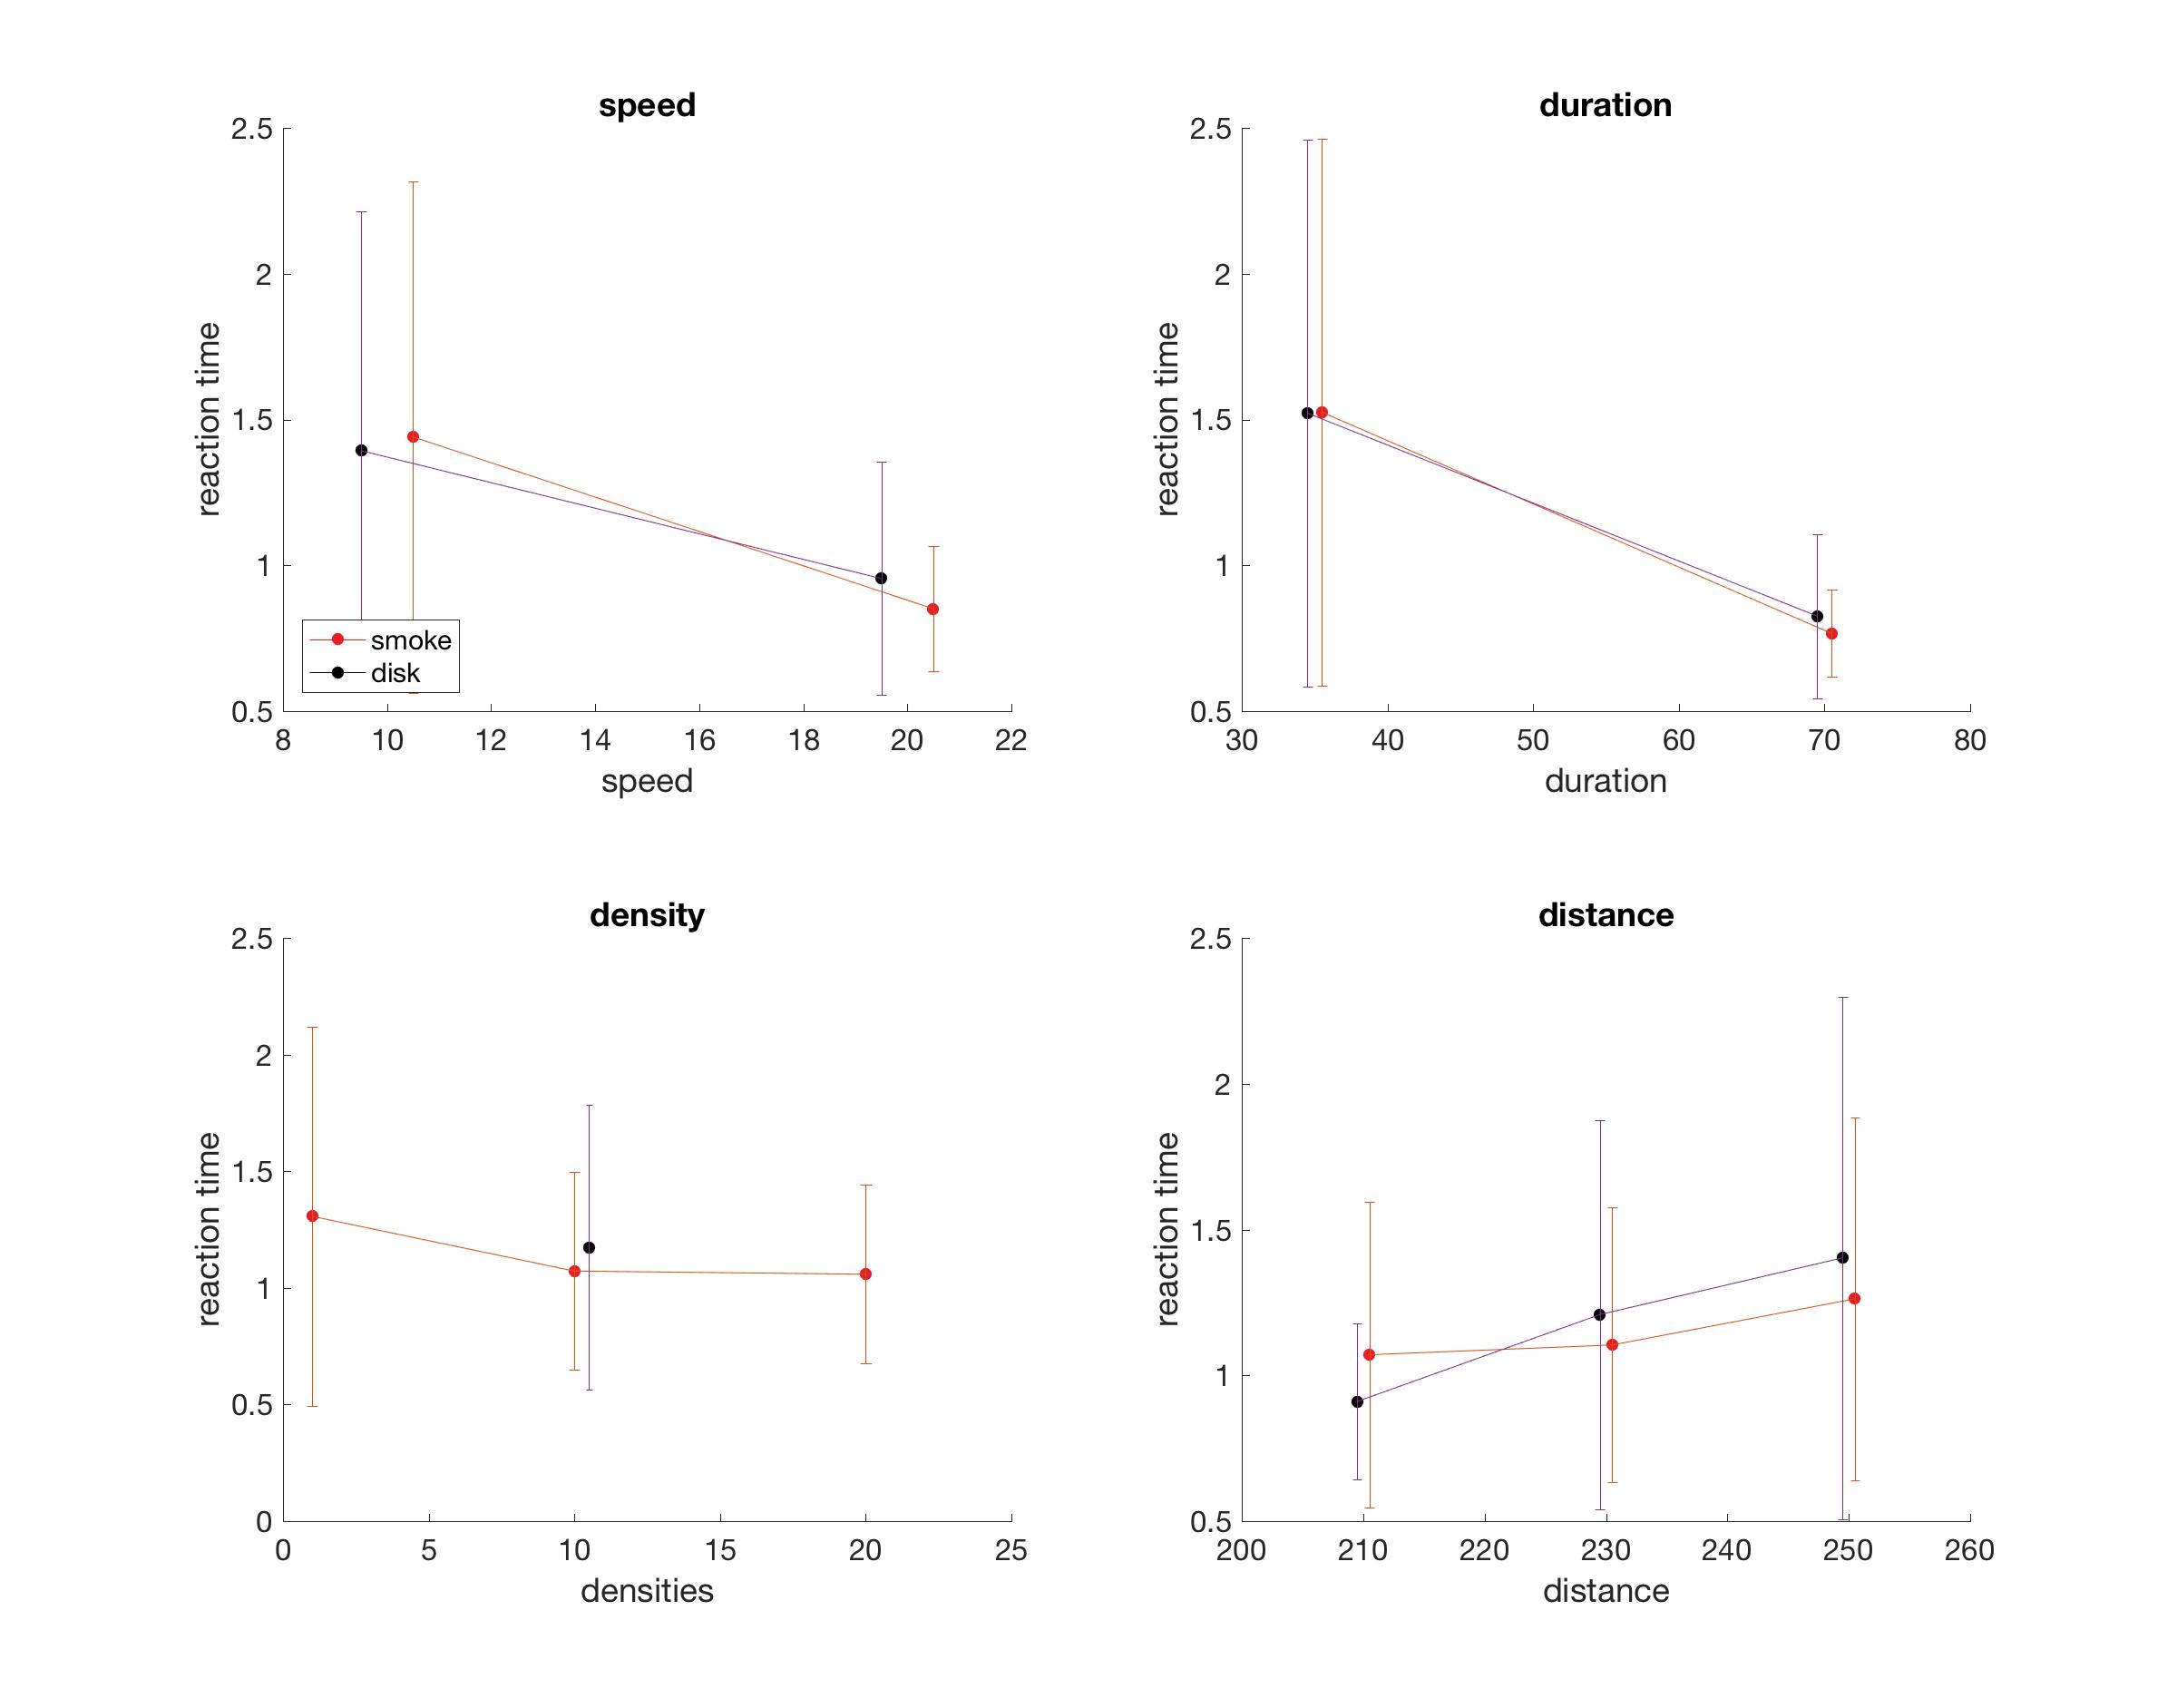 speed
2.5
2
1.5
1
0.5
reaction time
smoke
disk
8 10 12 14 16 18 20 22
speed
duration
2.5
2
1.5
1
0.5
reaction time
30 40 50 60 70 80
duration
density
2.5
2
1.5
1
0.5
0
reaction time
0 5 10 15 20 25
densities
distance
2.5
2
1.5
1
0.5
reaction time
200 210 220 230 240 250 260
distance